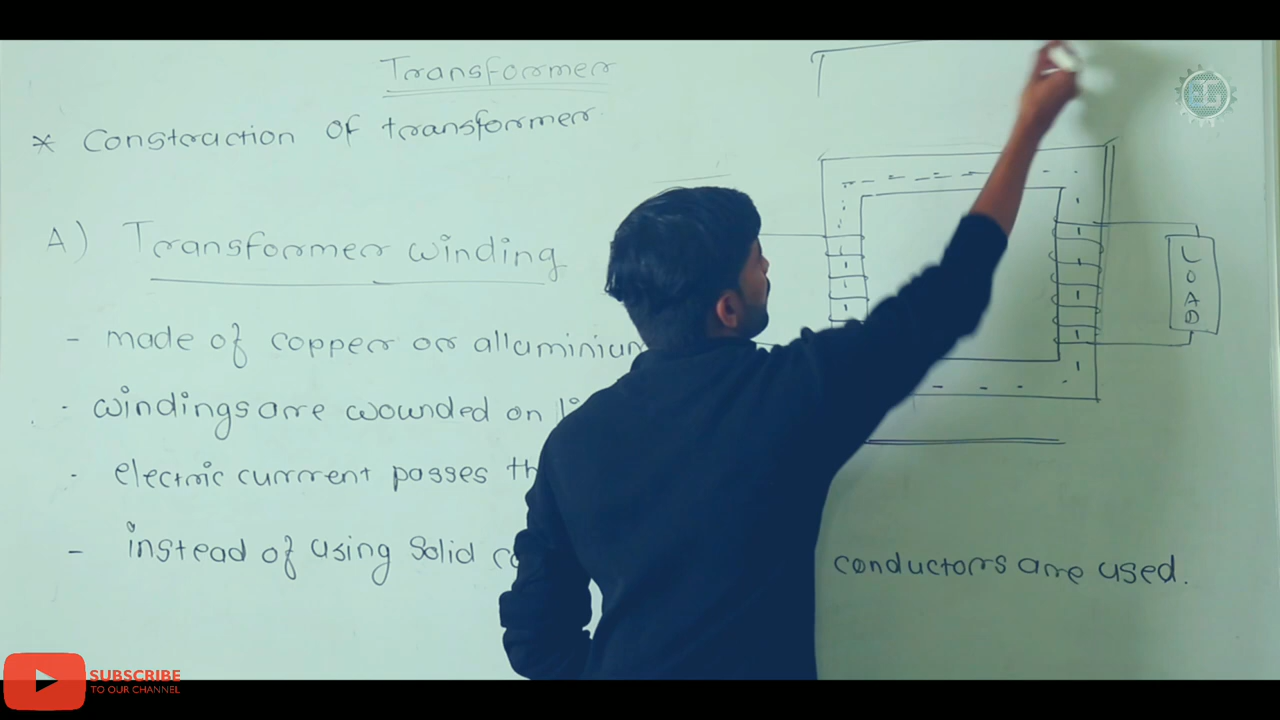 Transformer
* Constraction of transformer
A) Transformer winding
- made of copper or alluminium
- windings are wounded on
- electric current passes
- instead of using solid
conductors are used.
LOAD
SUBSCRIBE
TO OUR CHANNEL